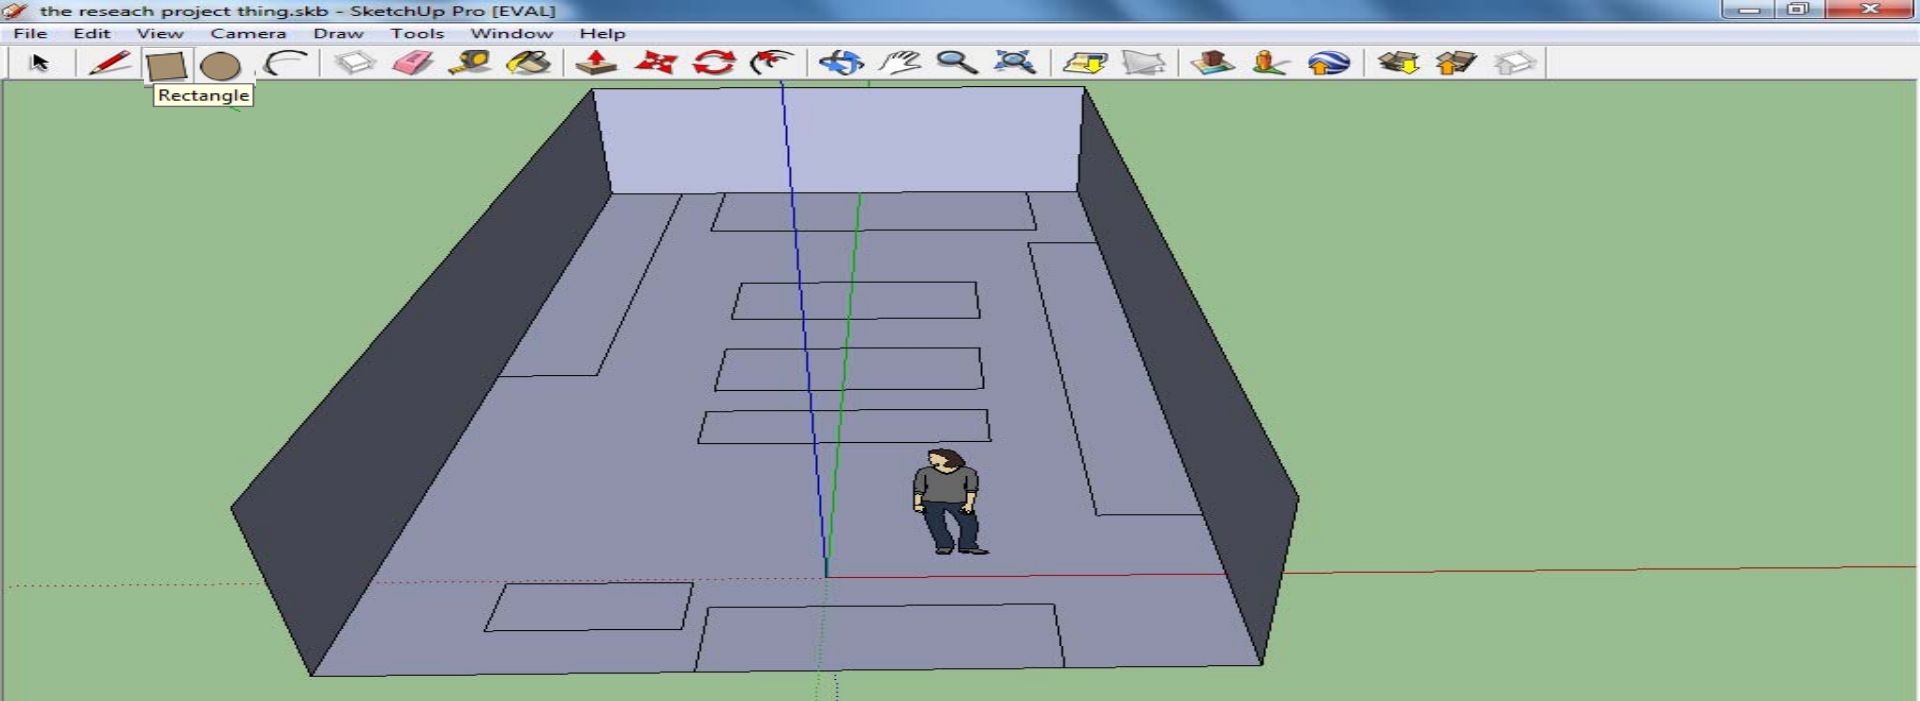 the reseach project thing.skb - SketchUp Pro [EVAL]
File Edit View Camera Draw Tools Window Help
Rectangle